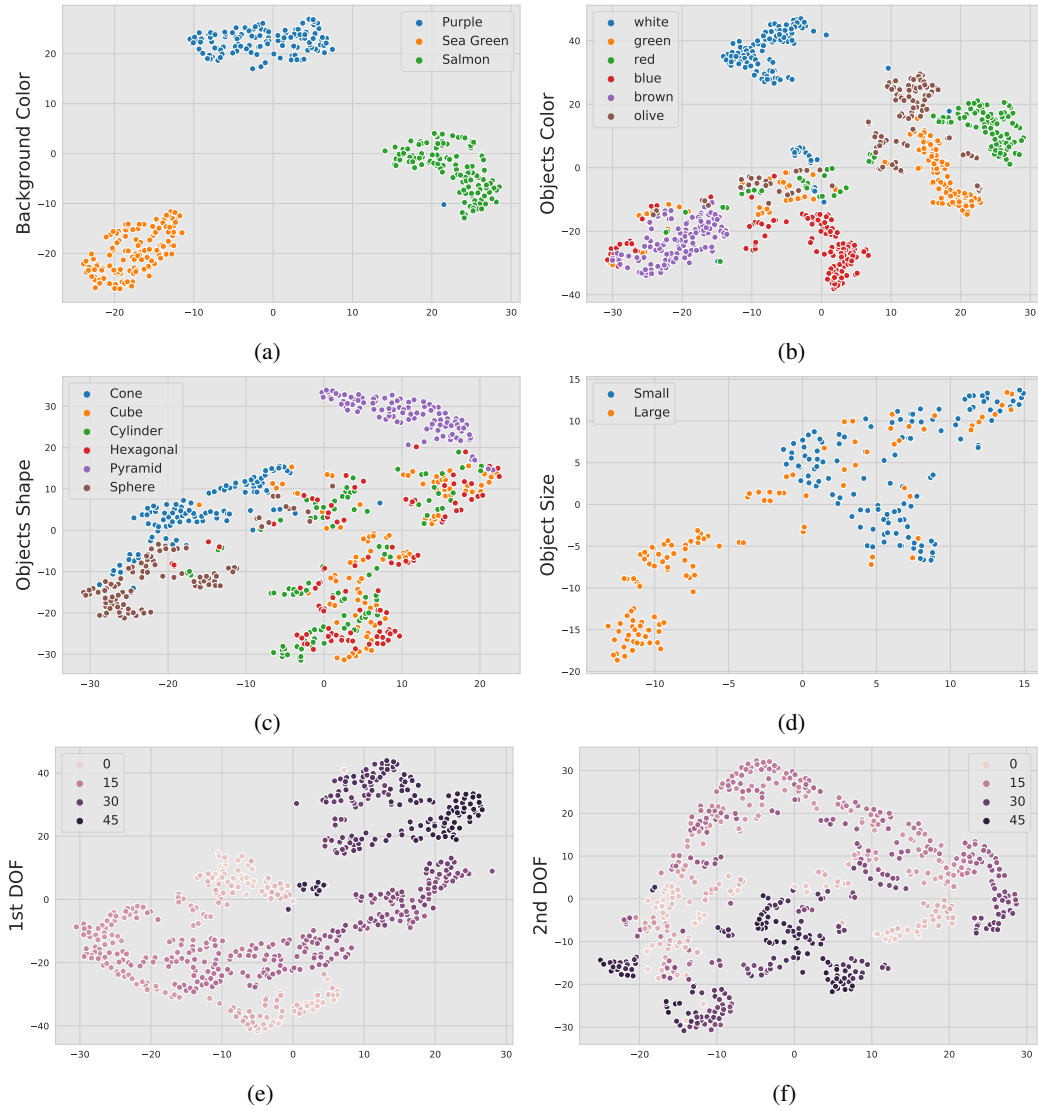 Background Color
20
10
0
−10
−20
Purple
Sea Green
Salmon
−20 −10 0 10 20 30
(a)
Objects Color
40
20
0
−20
−40
white
green
red
blue
brown
olive
−30 −20 −10 0 10 20 30
(b)
Objects Shape
30
20
10
0
−10
−20
−30
Cone
Cube
Cylinder
Hexagonal
Pyramid
Sphere
−30 −20 −10 0 10 20
(c)
Object Size
15
10
5
0
−5
−10
−15
−20
Small
Large
−10 −5 0 5 10 15
(d)
1st DOF
40
20
0
−20
−40
0
15
30
45
−30 −20 −10 0 10 20 30
(e)
2nd DOF
30
20
10
0
−10
−20
−30
0
15
30
45
−20 −10 0 10 20 30
(f)